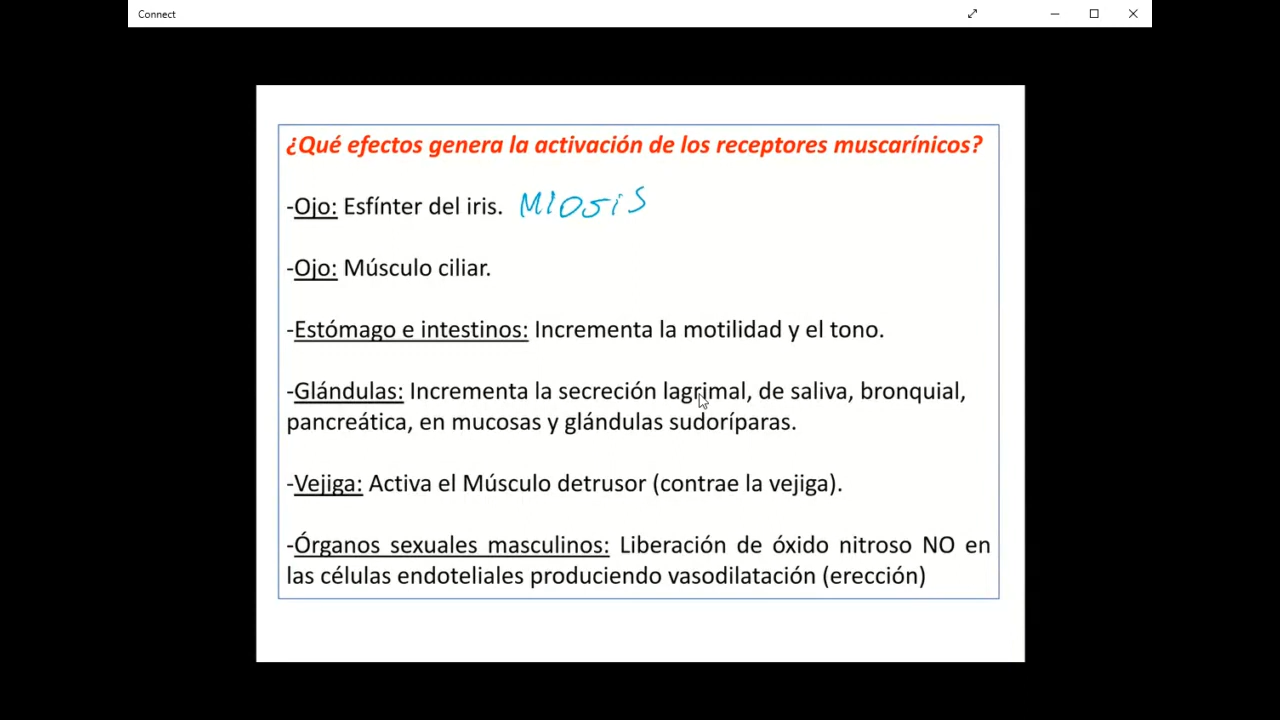 Connect
¿Qué efectos genera la activación de los receptores muscarínicos?
-Ojo: Esfínter del iris. MIOSIS
-Ojo: Músculo ciliar.
-Estómago e intestinos: Incrementa la motilidad y el tono.
-Glándulas: Incrementa la secreción lagrimal, de saliva, bronquial,
pancreática, en mucosas y glándulas sudoríparas.
-Vejiga: Activa el Músculo detrusor (contrae la vejiga).
-Órganos sexuales masculinos: Liberación de óxido nitroso NO en
las células endoteliales produciendo vasodilatación (erección)